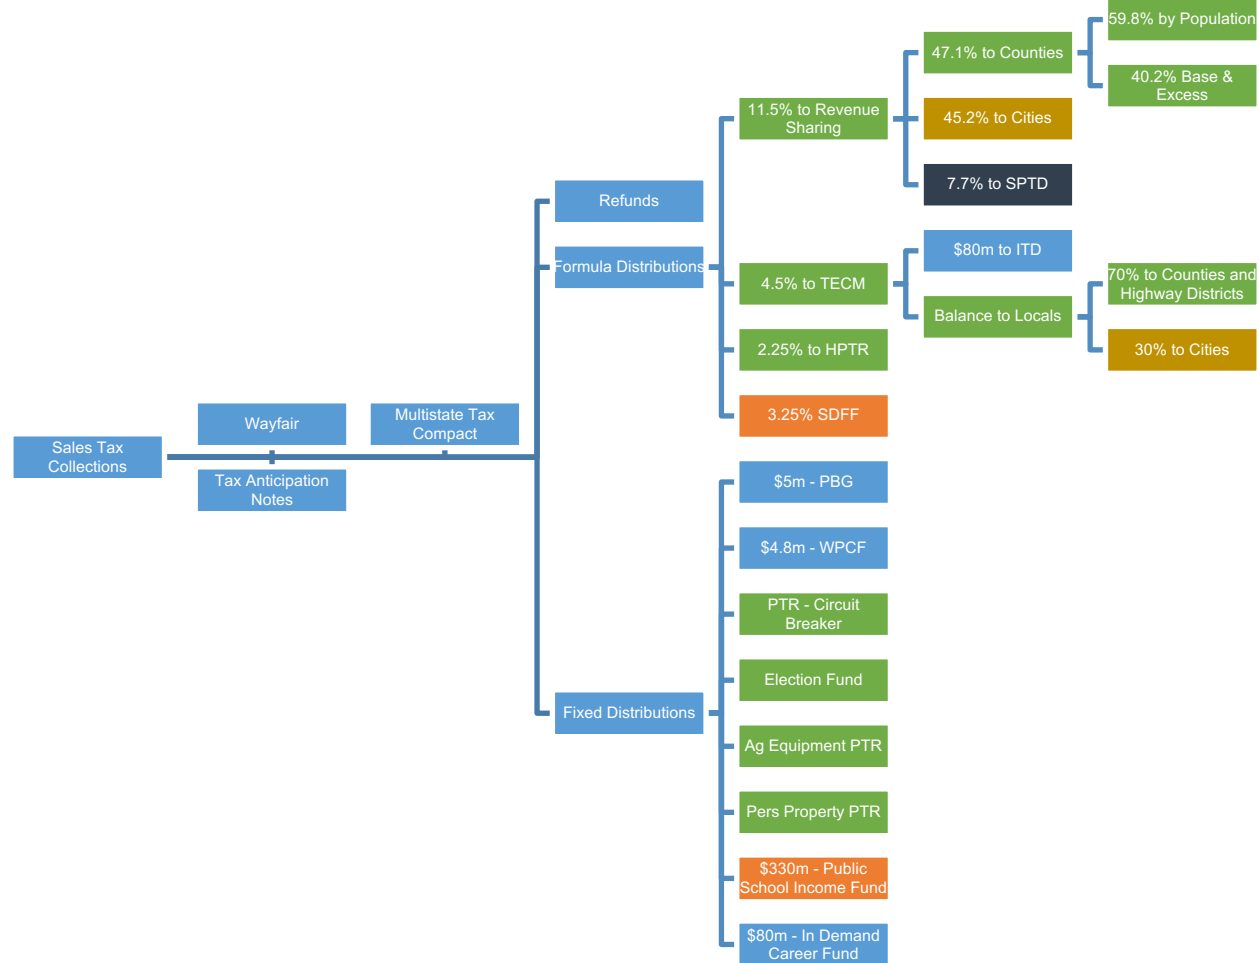 Sales Tax
Collections
Wayfair
Tax Anticipation
Notes
Multistate Tax
Compact
Refunds
Formula Distributions
11.5% to Revenue
Sharing
47.1% to Counties
59.8% by Population
40.2% Base &
Excess
45.2% to Cities
7.7% to SPTD
4.5% to TECM
$80m to ITD
Balance to Locals
70% to Counties and
Highway Districts
30% to Cities
2.25% to HPTR
3.25% SDFF
Fixed Distributions
$5m - PBG
$4.8m - WPCF
PTR - Circuit
Breaker
Election Fund
Ag Equipment PTR
Pers Property PTR
$330m - Public
School Income Fund
$80m - In Demand
Career Fund